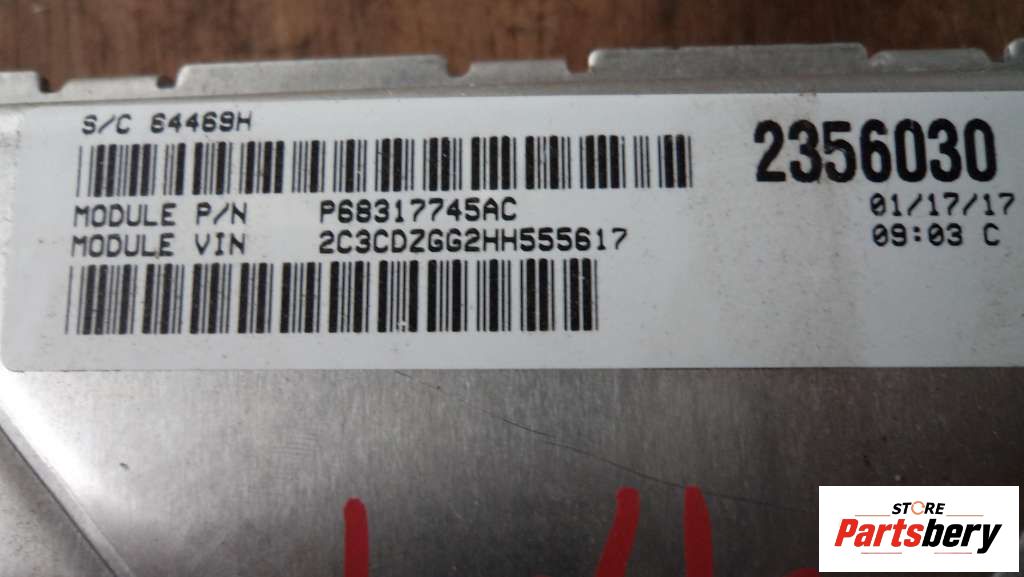 S/C 64469H
2356030
MODULE P/N P68317745AC
01/17/17
MODULE VIN 2C3CDZGG2HH555617
09:03 C
STORE
Partsbery